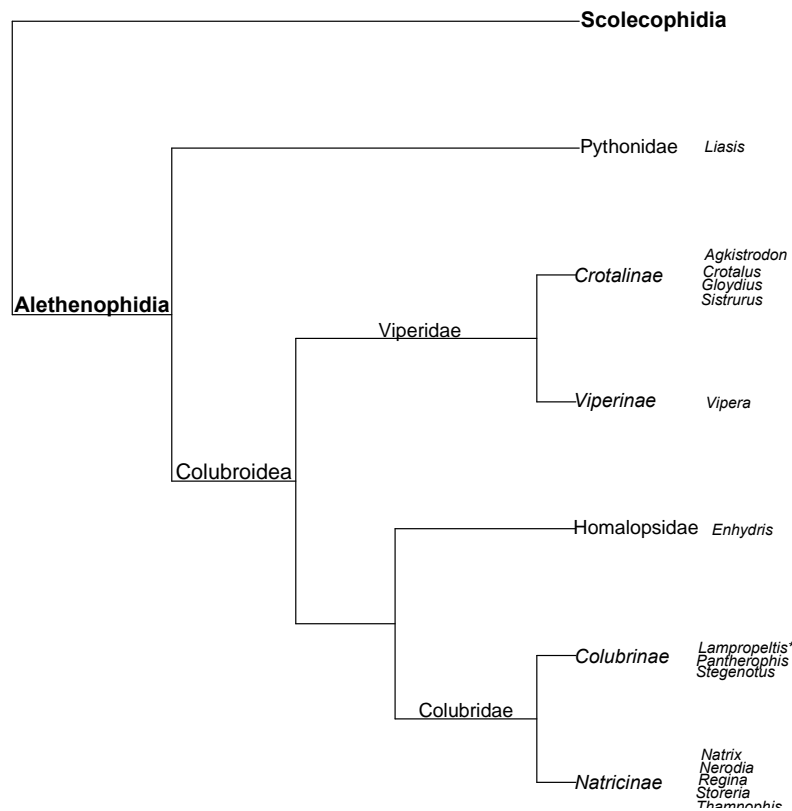 Scolecophidia
Pythonidae Liasis
Agkistrodon
Crotalinae Crotalus
Gloydius
Sistrurus
Alethenophidia
Viperidae
Viperinae Vipera
Colubroidea
Homalopsidae Enhydris
Lampropeltis*
Colubrinae Pantherophis
Stegenotus
Colubridae
Natrix
Nerodia
Natricinae Regina
Storeria
Thamnophis